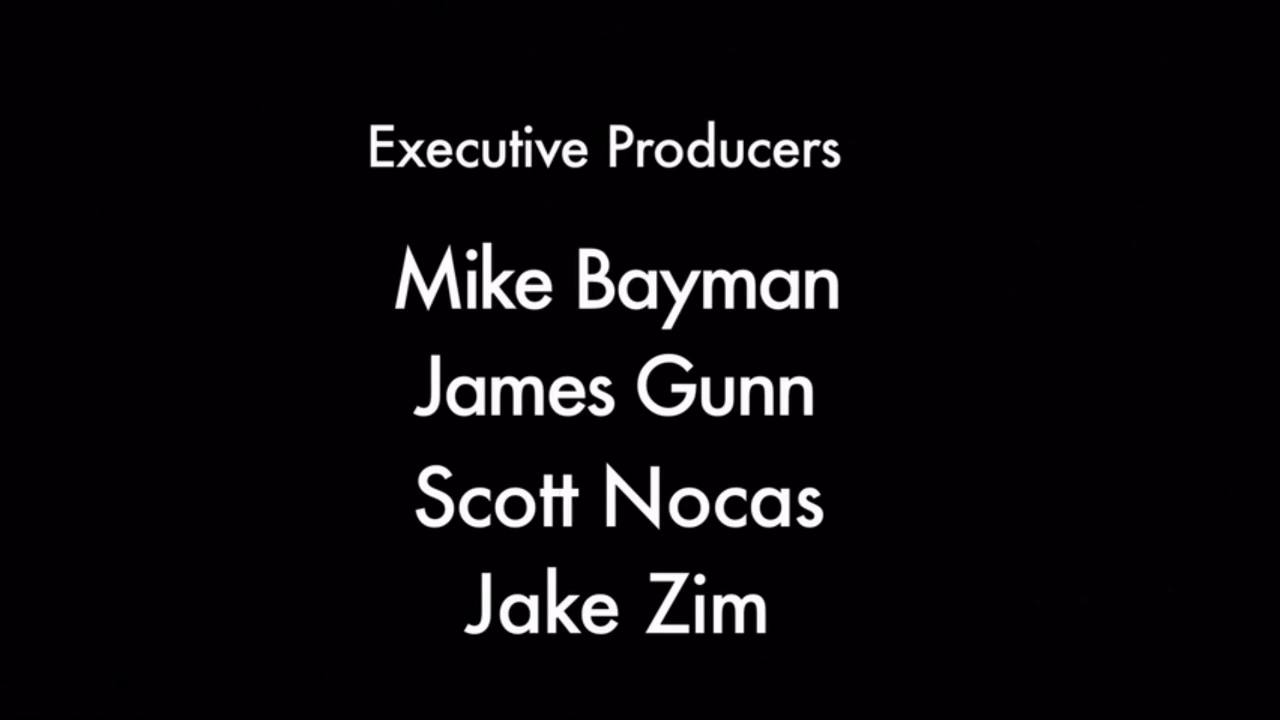 Executive Producers
Mike Bayman
James Gunn
Scott Nocas
Jake Zim